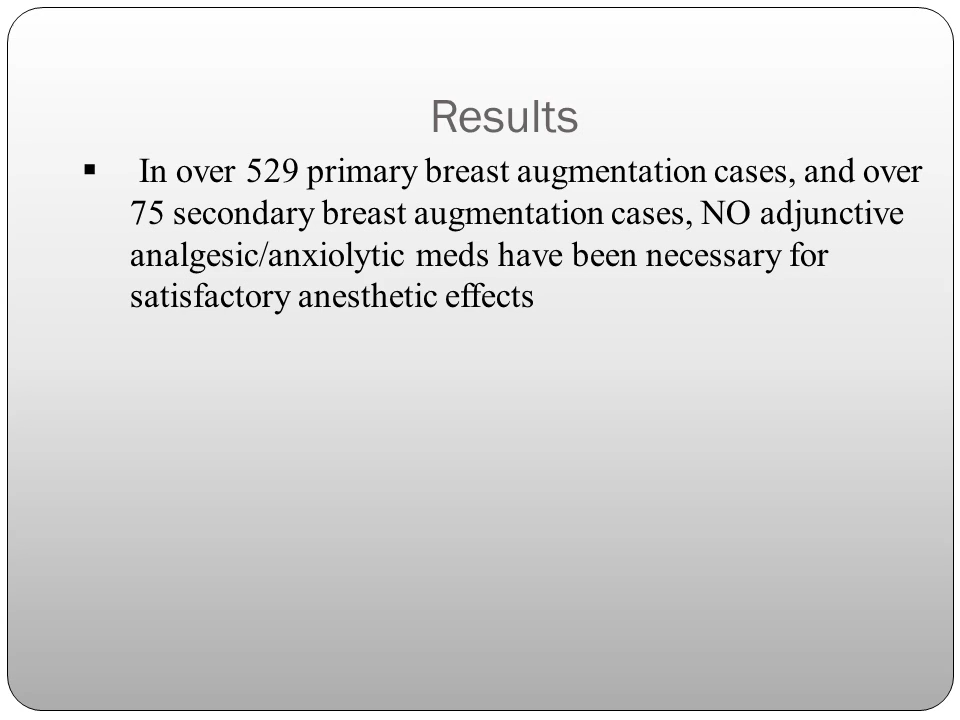 Results
▪ In over 529 primary breast augmentation cases, and over
75 secondary breast augmentation cases, NO adjunctive
analgesic/anxiolytic meds have been necessary for
satisfactory anesthetic effects